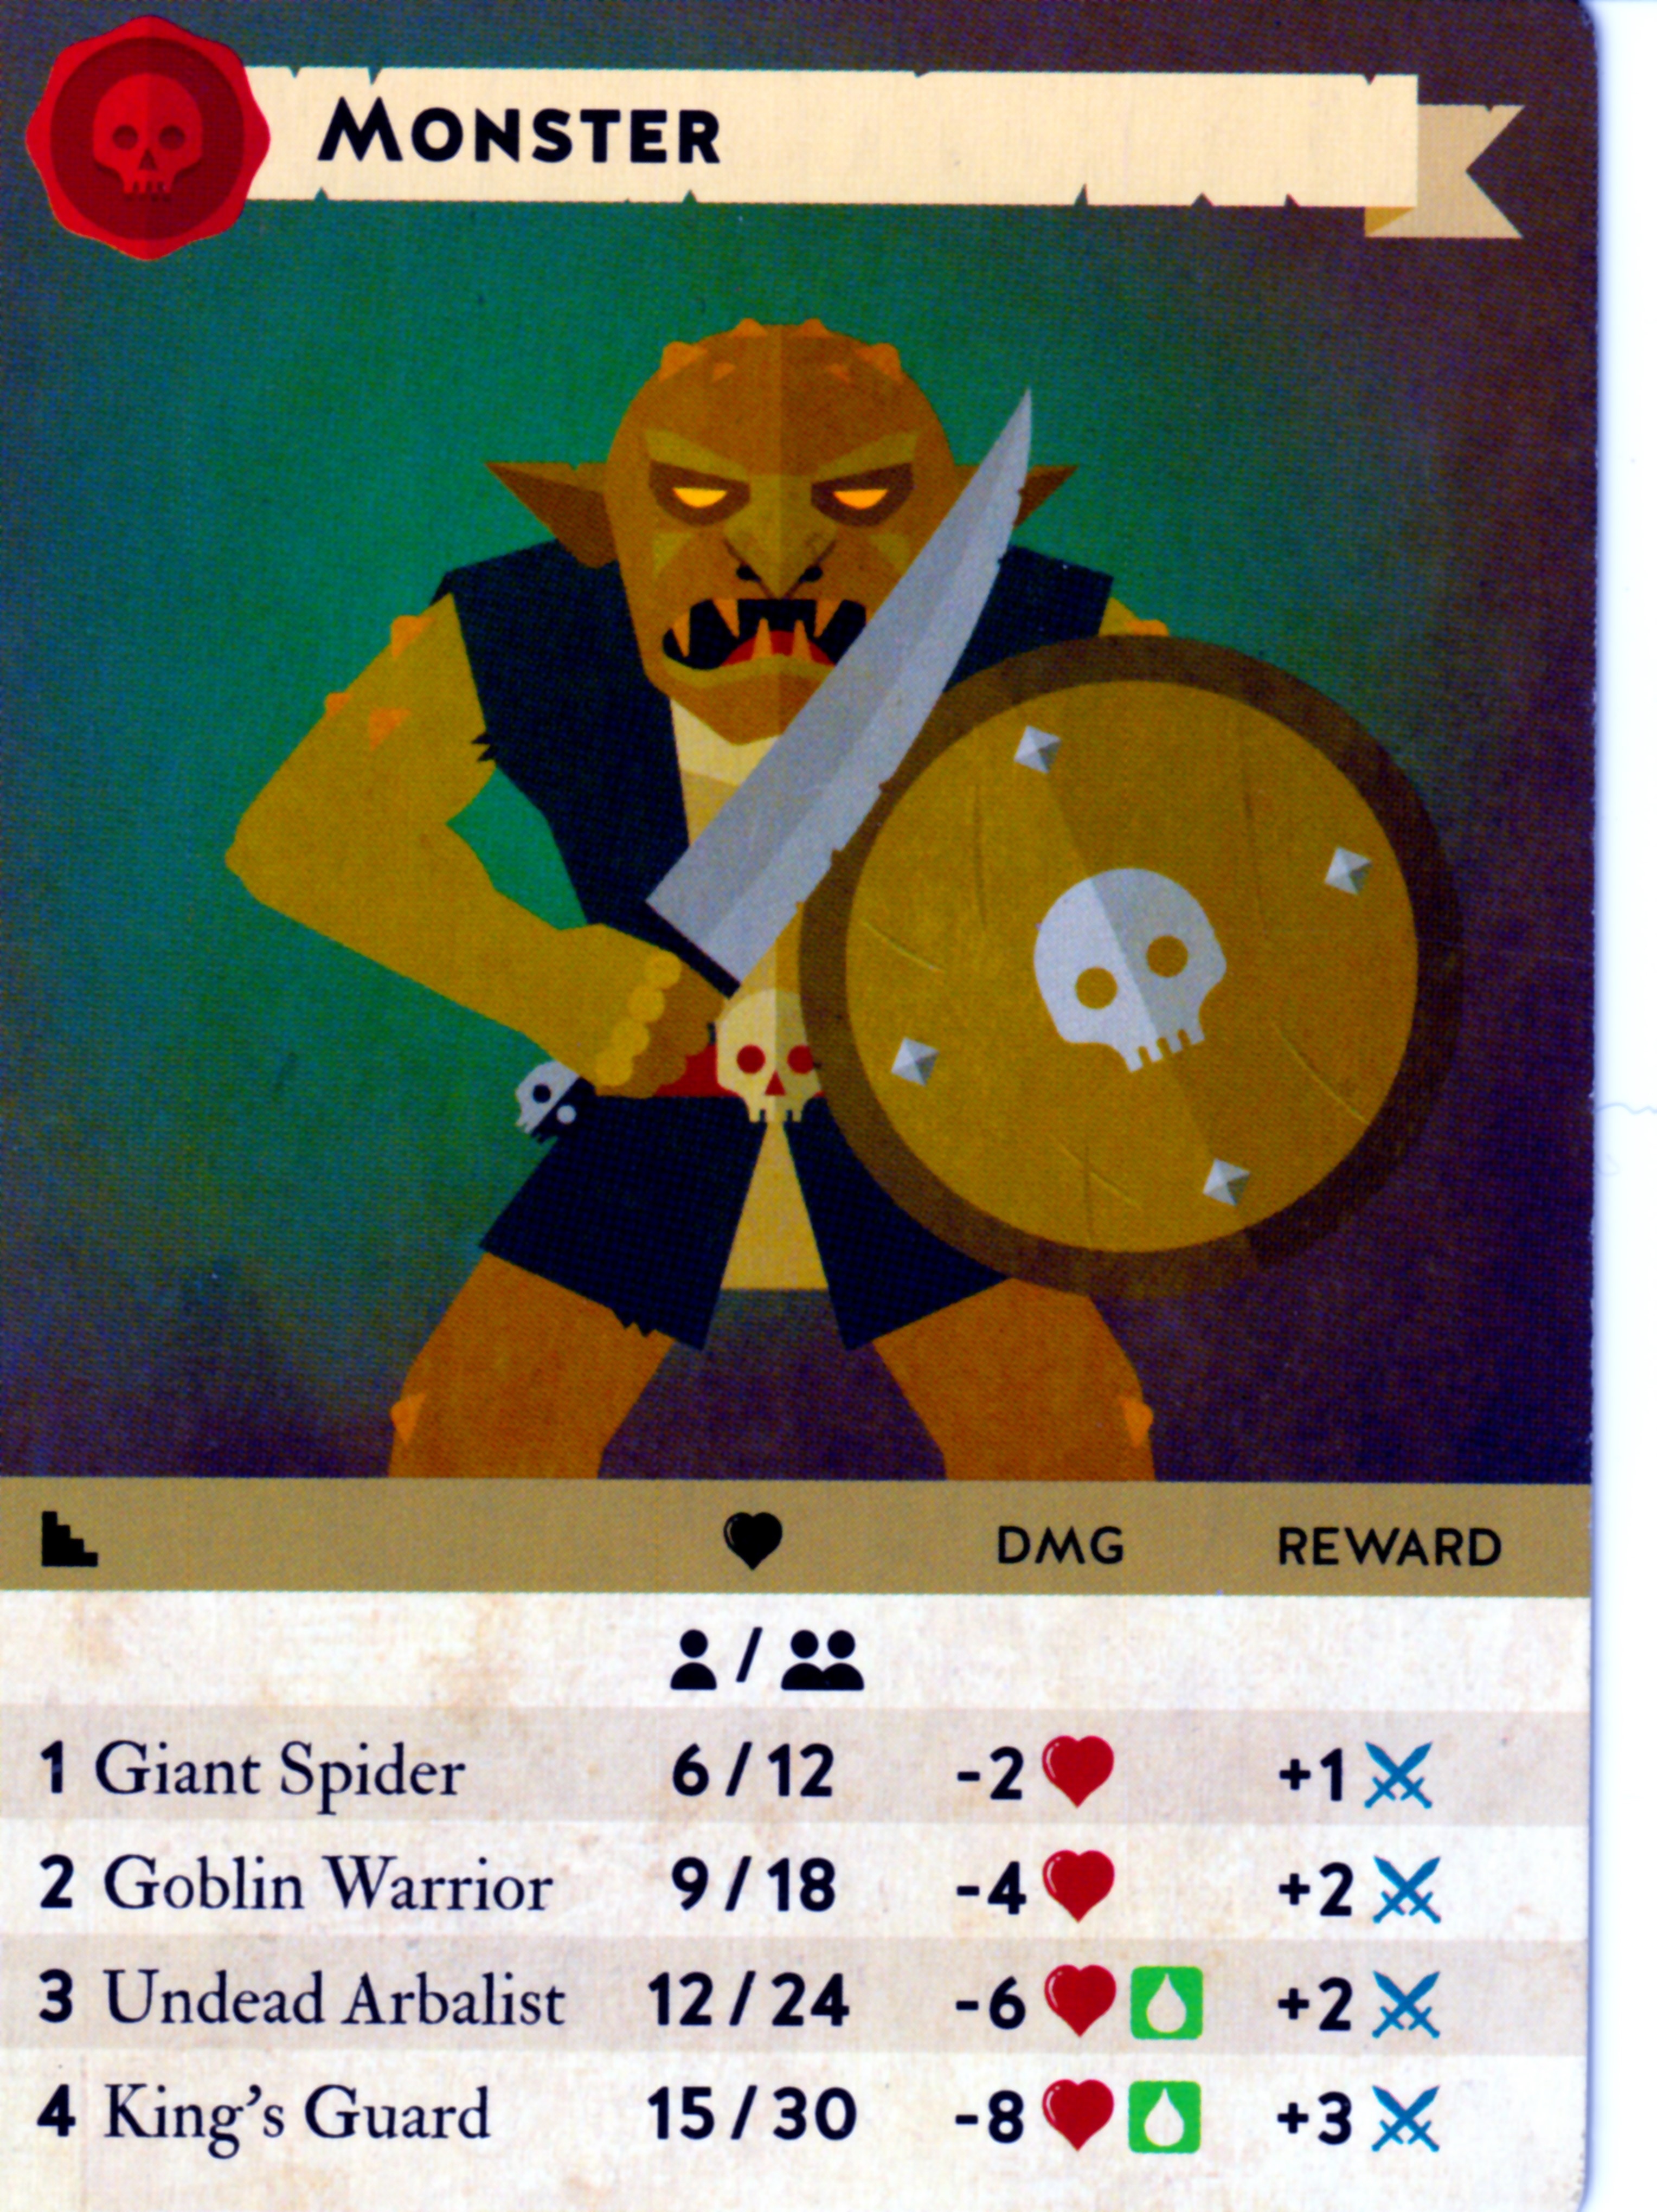 MONSTER
DMG REWARD
/
1 Giant Spider 6 / 12 -2 +1
2 Goblin Warrior 9 / 18 -4 +2
3 Undead Arbalist 12 / 24 -6 +2
4 King's Guard 15 / 30 -8 +3